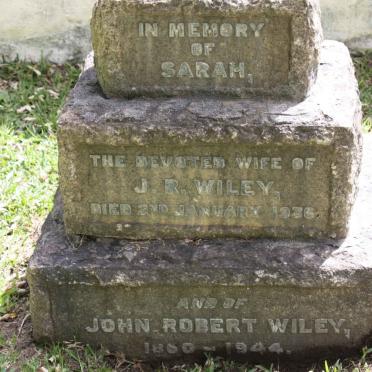 IN MEMORY
OF
SARAH,
THE DEVOTED WIFE OF
J. R. WILEY,
DIED 2ND JANUARY 1936.
AND OF
JOHN ROBERT WILEY,
1860 - 1944.